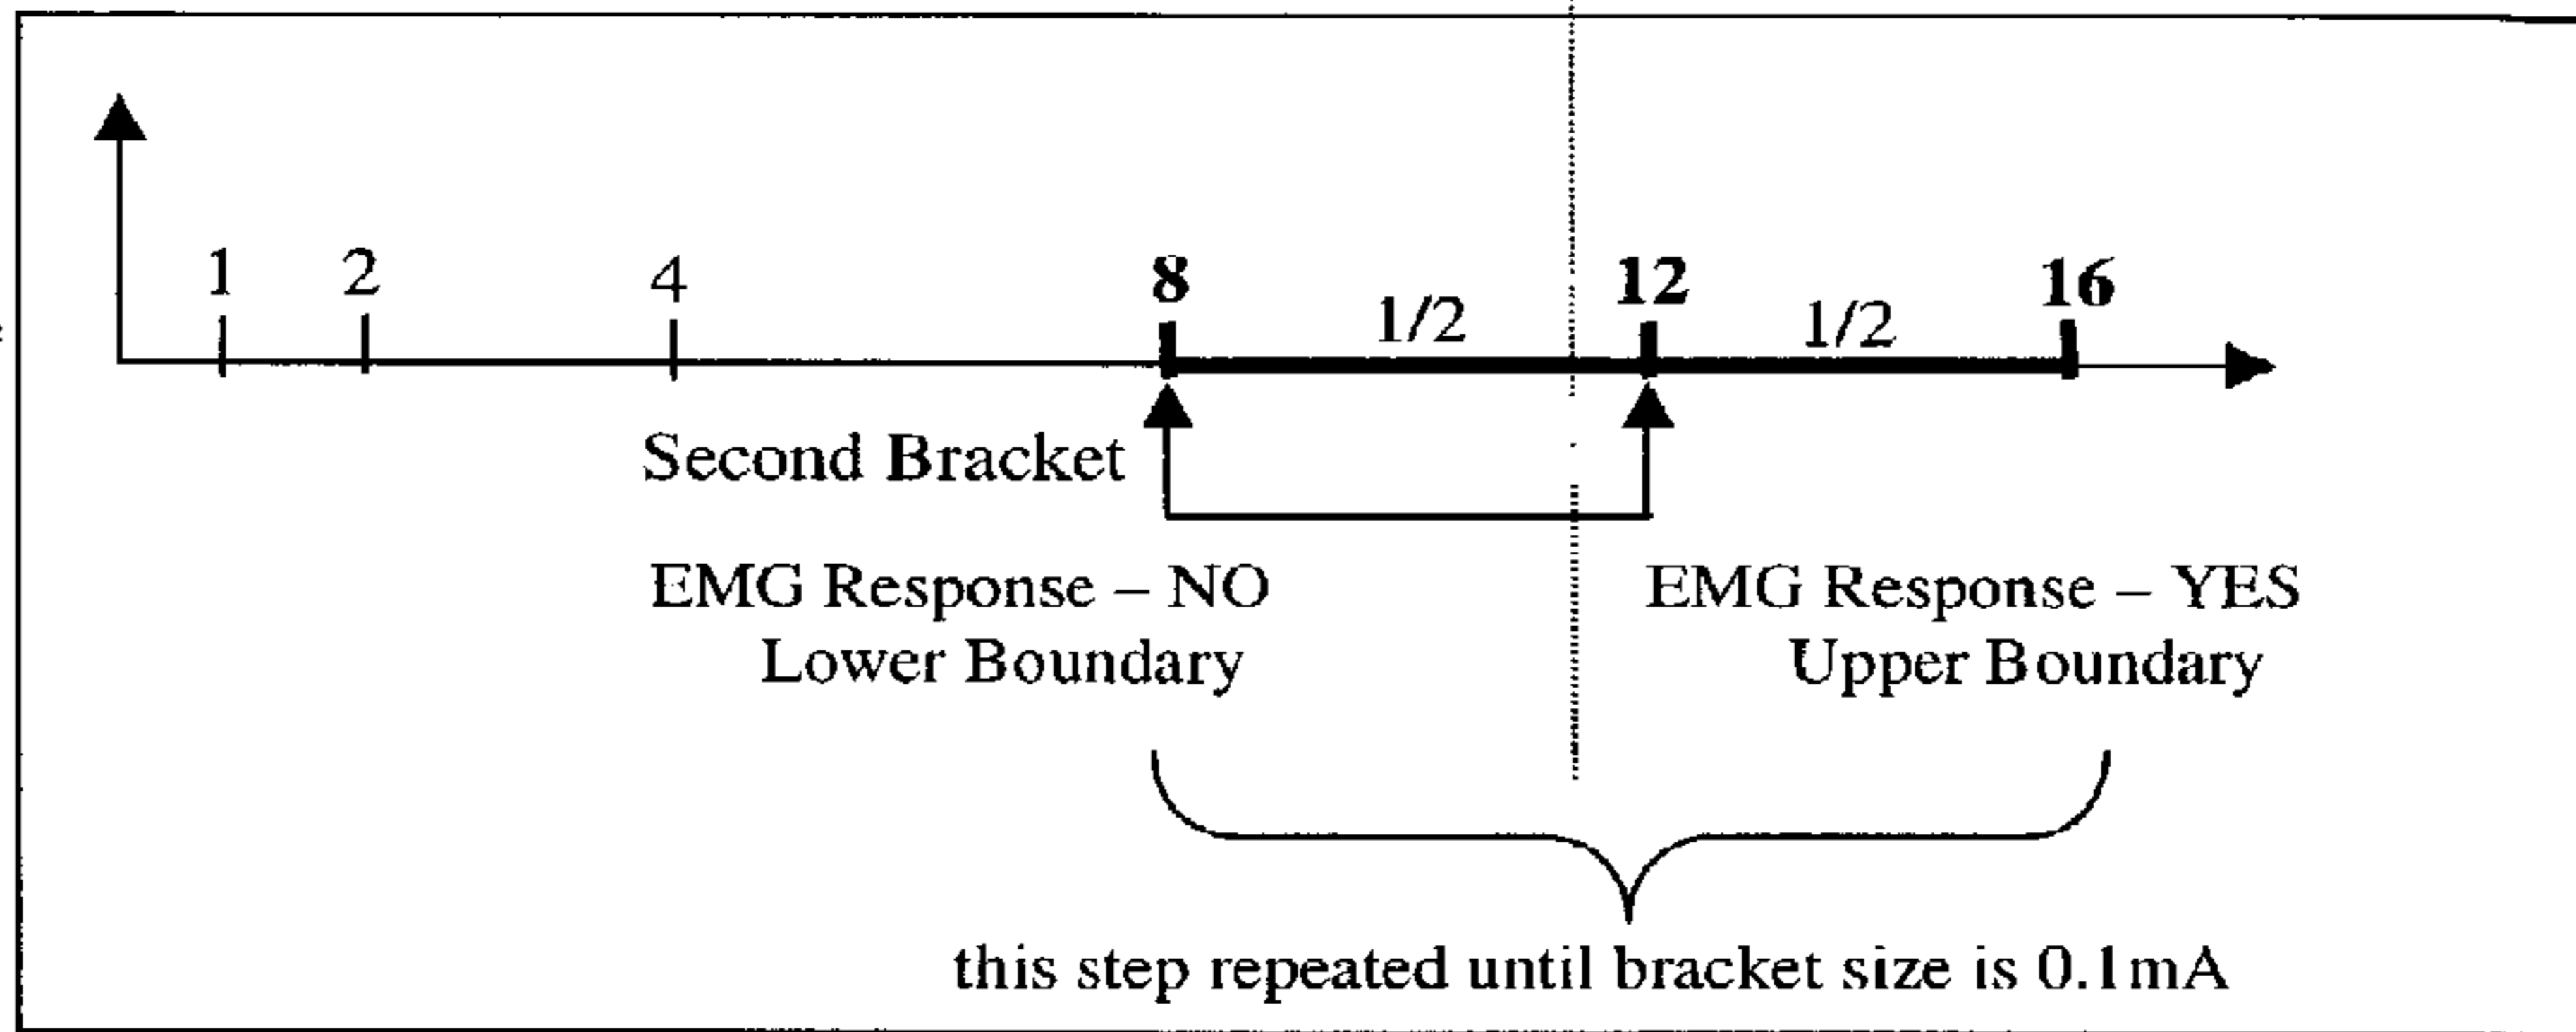 1 2 4 8 12 16
1/2 1/2
Second Bracket
EMG Response – NO
Lower Boundary
EMG Response – YES
Upper Boundary
this step repeated until bracket size is 0.1mA